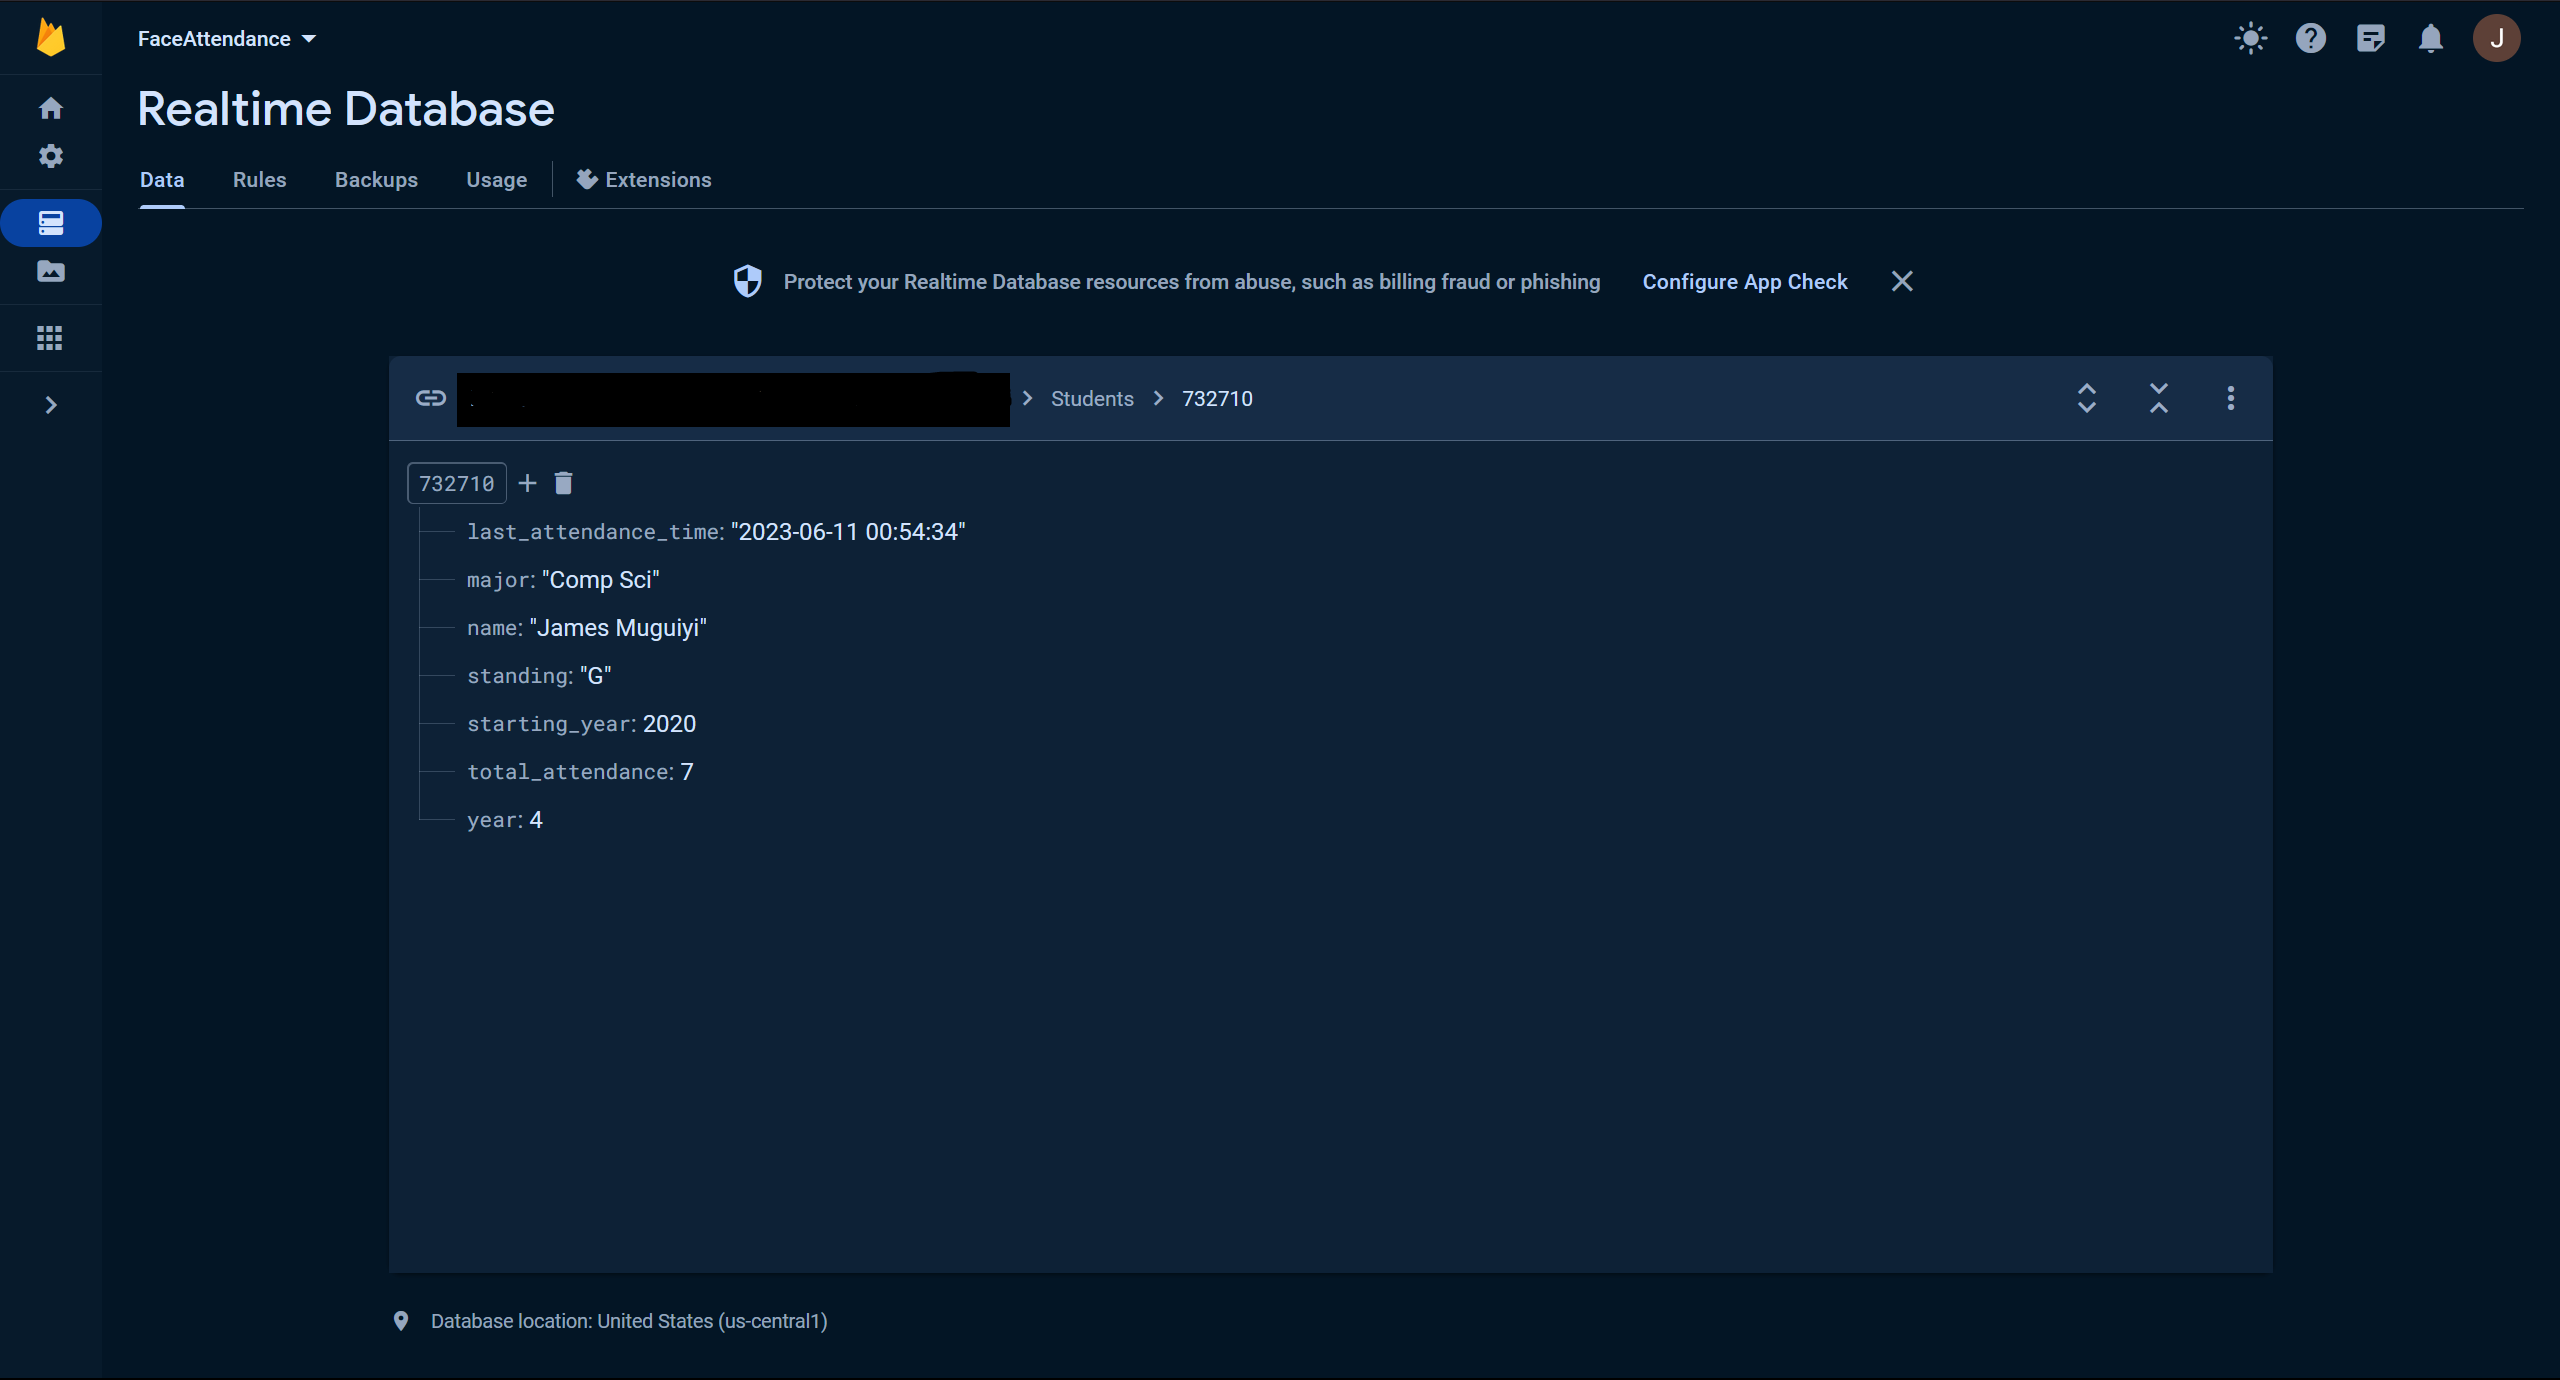 FaceAttendance
J
Realtime Database
Data Rules Backups Usage Extensions
Protect your Realtime Database resources from abuse, such as billing fraud or phishing Configure App Check
Students 732710
732710
last_attendance_time: "2023-06-11 00:54:34"
major: "Comp Sci"
name: "James Muguiyi"
standing: "G"
starting_year: 2020
total_attendance: 7
year: 4
Database location: United States (us-central1)